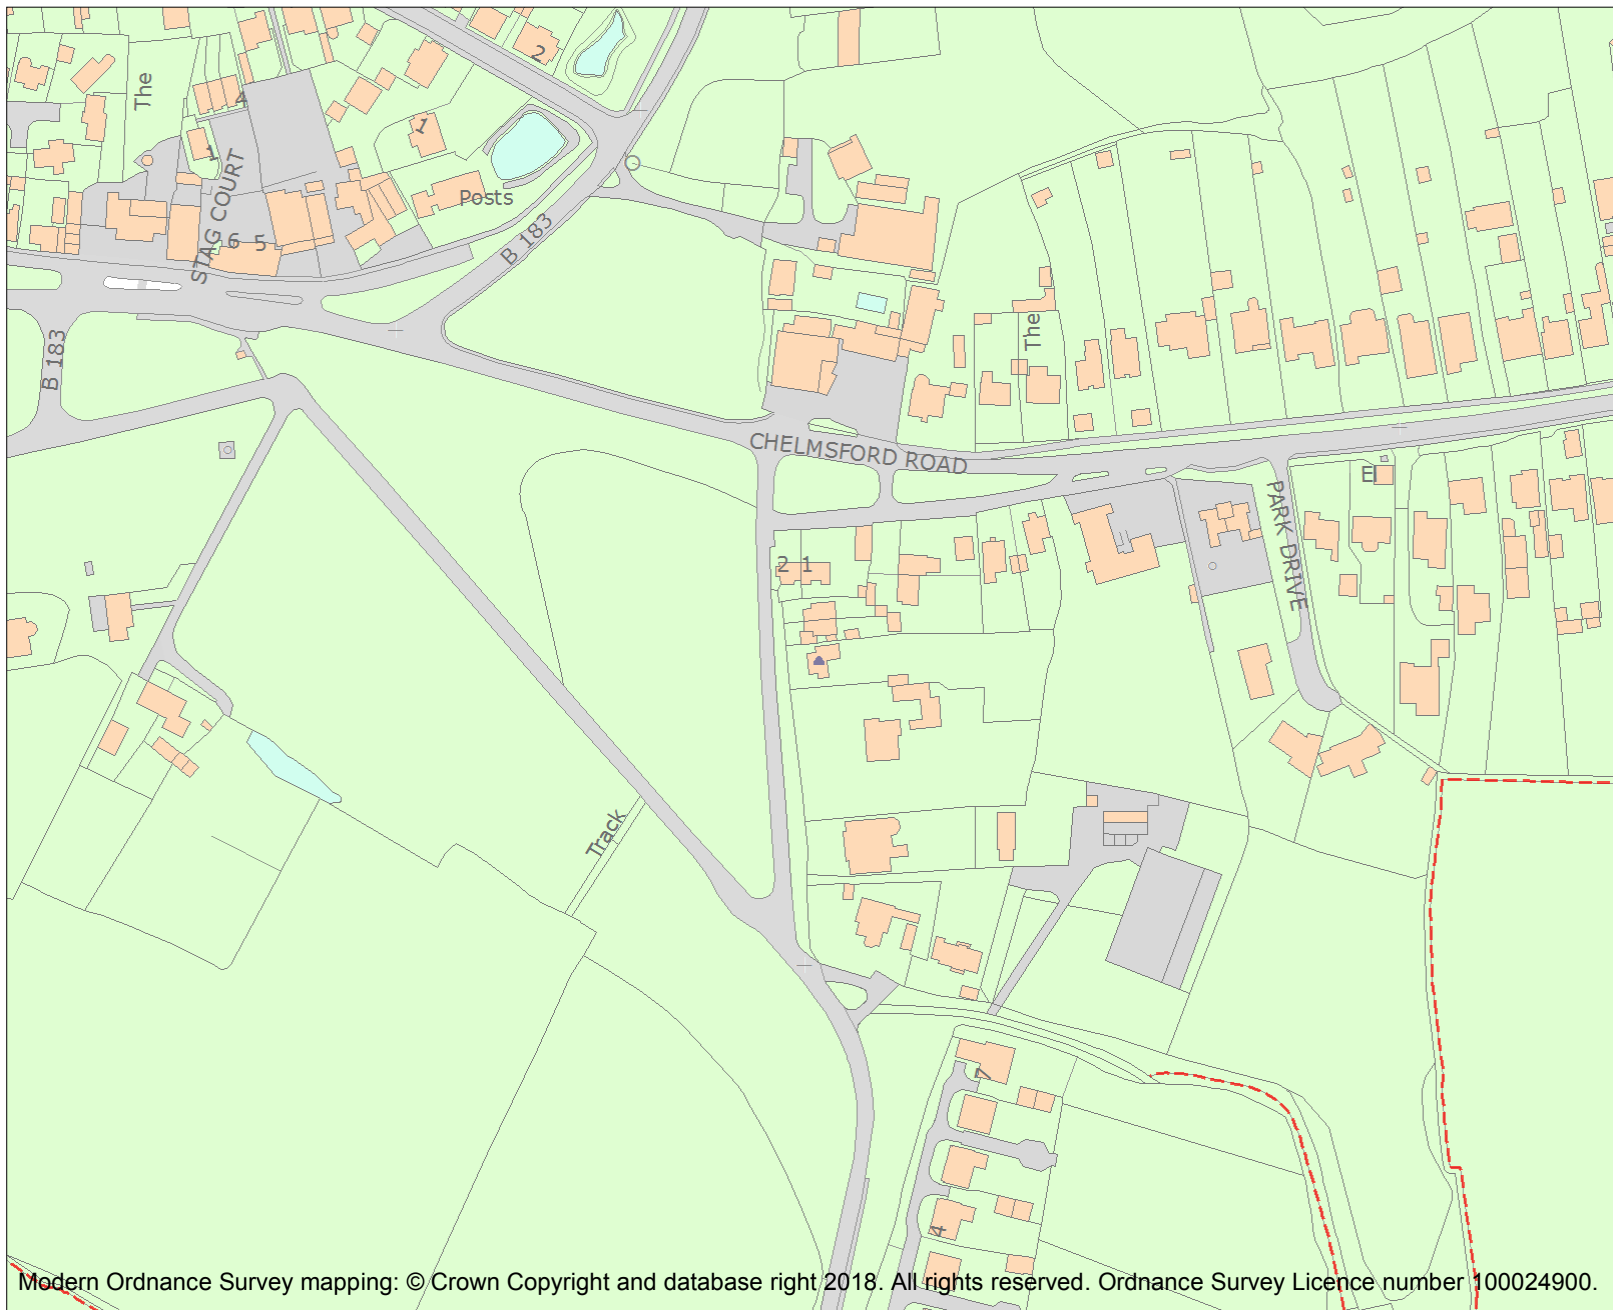 2
The
4
1
1
STAG COURT
Posts
6 5
B 183
B 183
The
CHELMSFORD ROAD
El
PARK DRIVE
2 1
Track
7
4
Modern Ordnance Survey mapping: © Crown Copyright and database right 2018. All rights reserved. Ordnance Survey Licence number 100024900.